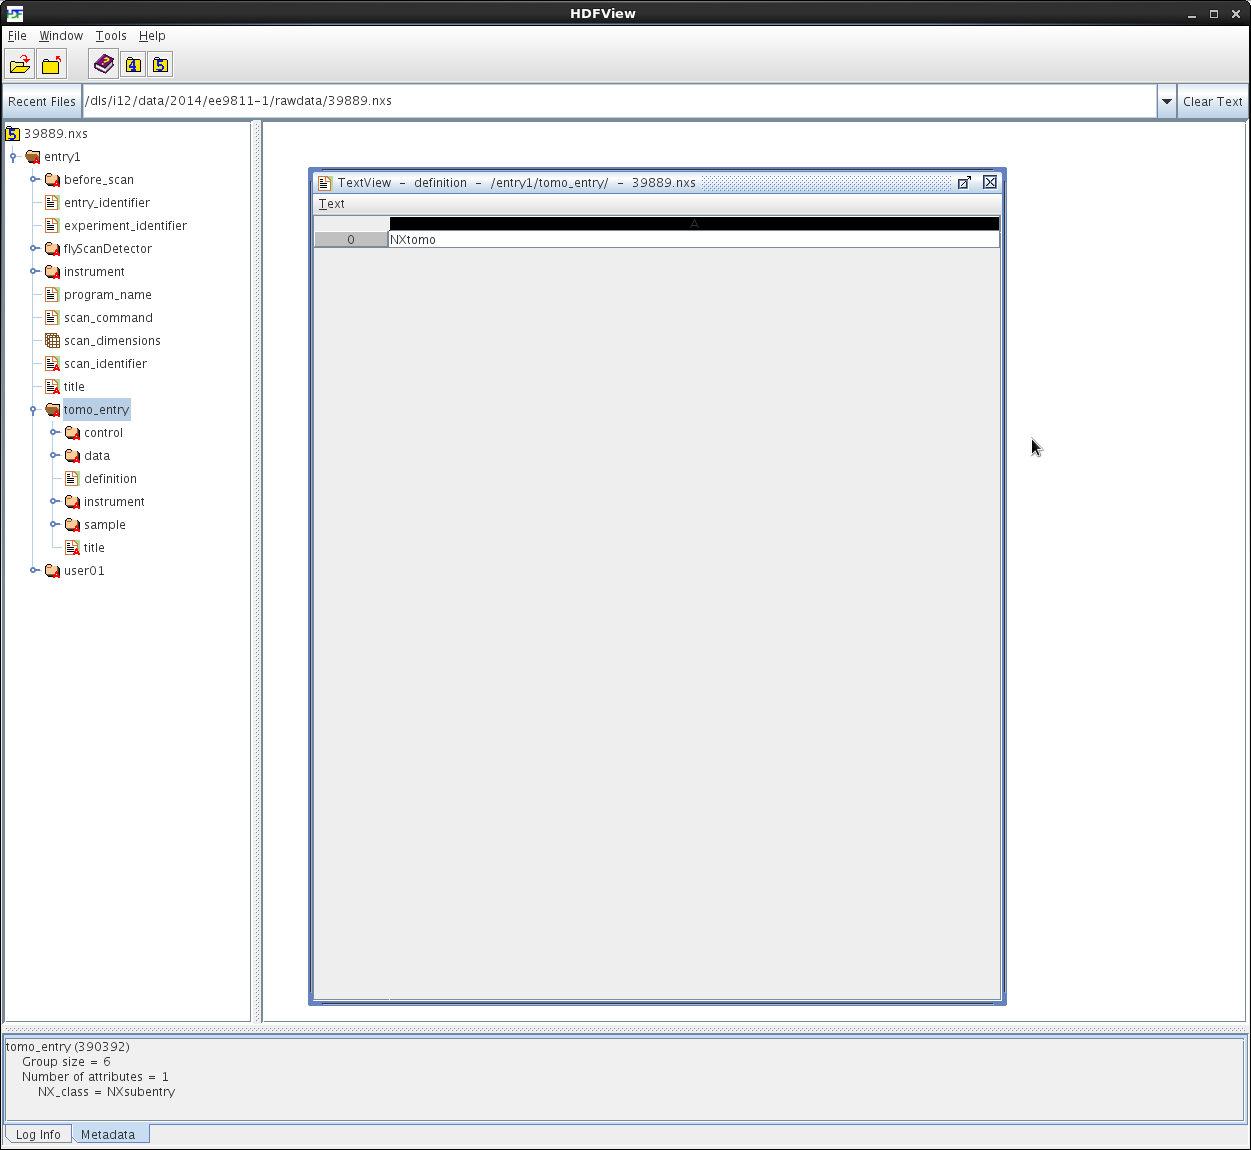 HDFView
File Window Tools Help
4 5
Recent Files /dls/i12/data/2014/ee9811-1/rawdata/39889.nxs Clear Text
5 39889.nxs
entry1
before_scan
entry_identifier
experiment_identifier
flyScanDetector
instrument
program_name
scan_command
scan_dimensions
scan_identifier
title
tomo_entry
control
data
definition
instrument
sample
title
user01
TextView - definition - /entry1/tomo_entry/ - 39889.nxs
Text
A
0 NXtomo
tomo_entry (390392)
Group size = 6
Number of attributes = 1
NX_class = NXsubentry
Log Info Metadata